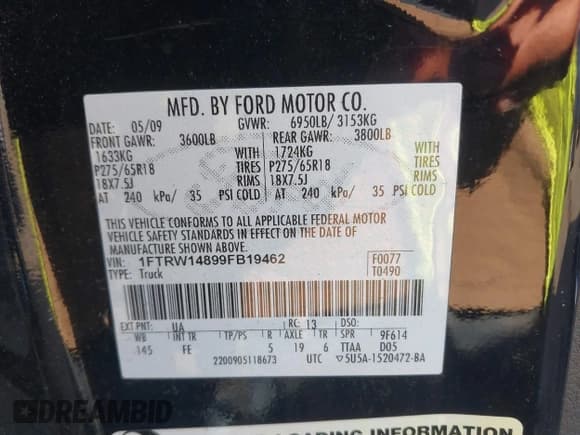 MFD. BY FORD MOTOR CO.
DATE: 05/09 GVWR: 6950LB/ 3153KG
FRONT GAWR: 3600LB REAR GAWR: 3800LB
1633KG WITH 1724KG WITH
P275/65R18 TIRES P275/65R18 TIRES
18X7.5J RIMS 18X7.5J RIMS
AT 240 kPa/ 35 PSI COLD AT 240 kPa/ 35 PSI COLD
THIS VEHICLE CONFORMS TO ALL APPLICABLE FEDERAL MOTOR
VEHICLE SAFETY STANDARDS IN EFFECT ON THE DATE OF
MANUFACTURE SHOWN ABOVE.
VIN: 1FTRW14899FB19462 F0077
TYPE: Truck T0490
EXT PNT: UA RC: 13 DSO:
WB INT TR TP/PS R AXLE TR SPR 9F614
145 FE 5 19 6 TTAA D05
2200905118673 UTC 5U5A-1520472-BA
DREAMBID
LOADING INFORMATION